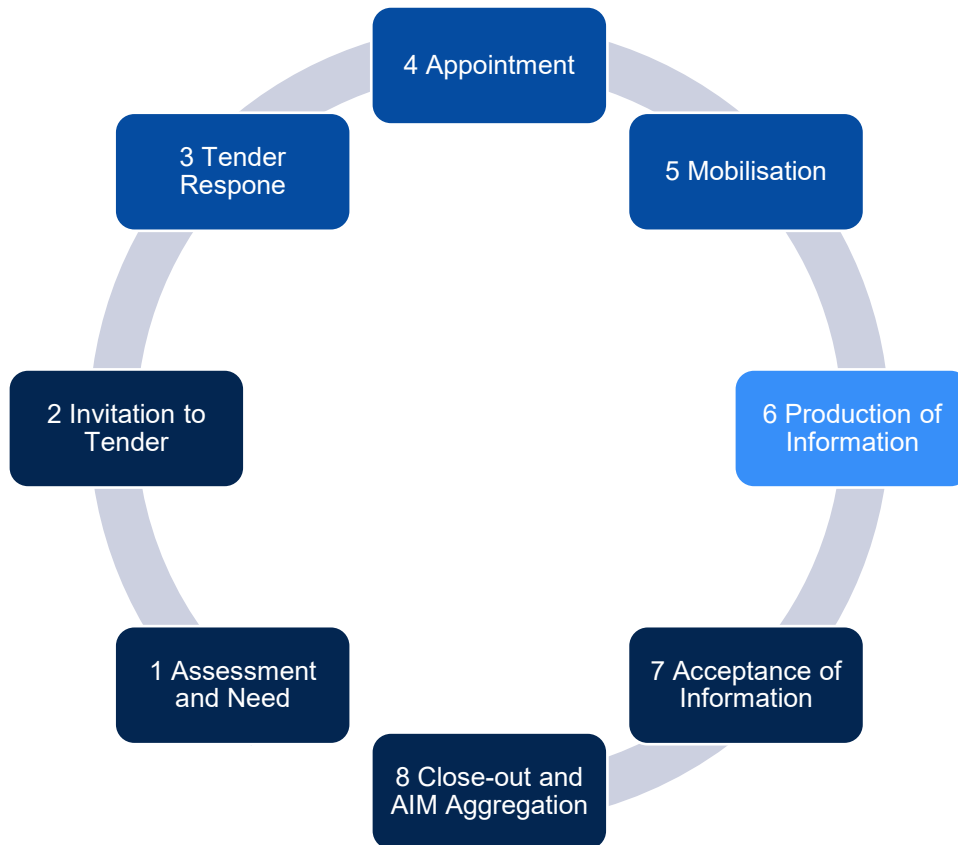 4 Appointment
3 Tender
Respone
5 Mobilisation
2 Invitation to
Tender
6 Production of
Information
1 Assessment
and Need
7 Acceptance of
Information
8 Close-out and
AIM Aggregation